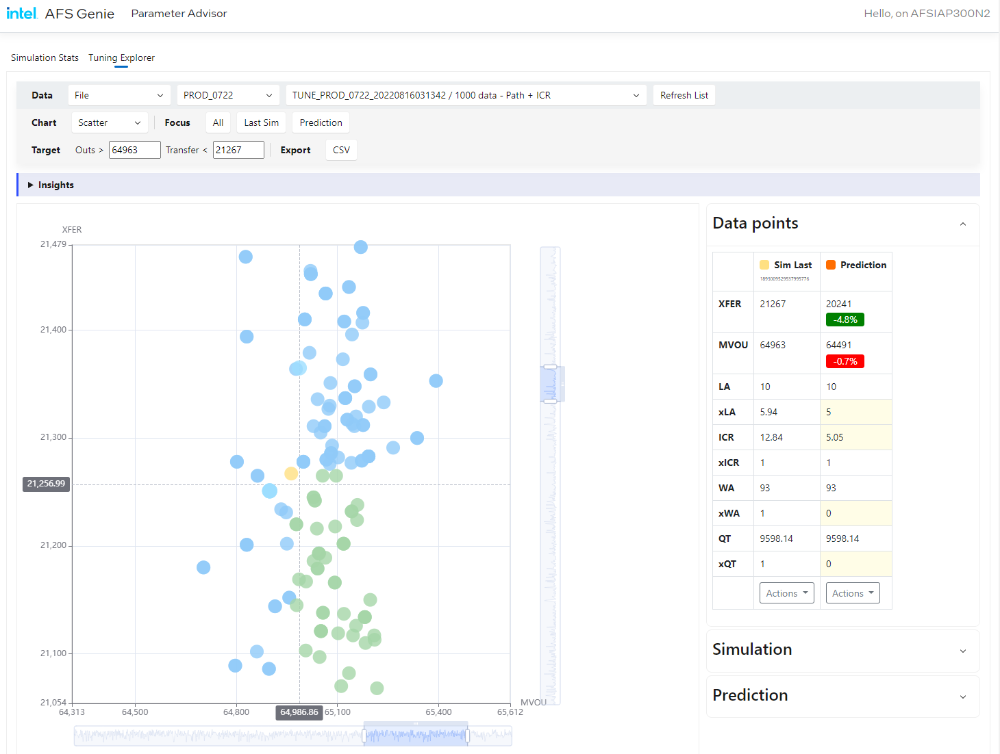 intel AFS Genie Parameter Advisor Hello, on AFSIAP300N2
Simulation Stats Tuning Explorer
Data File PROD_0722 TUNE_PROD_0722_20220816031342 / 1000 data - Path + ICR Refresh List
Chart Scatter Focus All Last Sim Prediction
Target Outs > 64963 Transfer < 21267 Export CSV
Insights
XFER
21,479
21,400
21,300
21,256.99
21,200
21,100
21,054
MVOU
64,313 64,500 64,800 64,986.86 65,100 65,400 65,612
Data points
Sim Last Prediction
1893009529537995776
XFER 21267 20241
-4.8%
MVOU 64963 64491
-0.7%
LA 10 10
xLA 5.94 5
ICR 12.84 5.05
xICR 1 1
WA 93 93
xWA 1 0
QT 9598.14 9598.14
xQT 1 0
Actions Actions
Simulation
Prediction